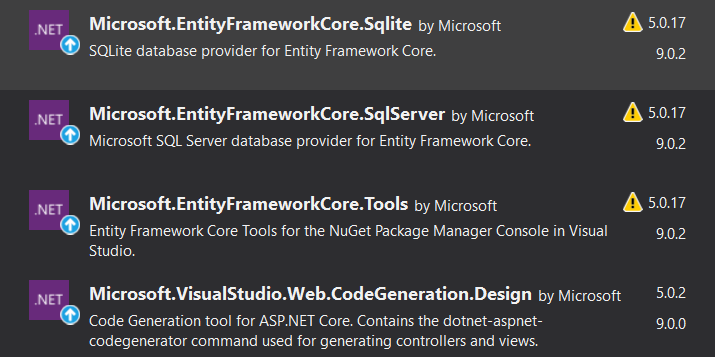 .NET Microsoft.EntityFrameworkCore.Sqlite by Microsoft 5.0.17
SQLite database provider for Entity Framework Core. 9.0.2
.NET Microsoft.EntityFrameworkCore.SqlServer by Microsoft 5.0.17
Microsoft SQL Server database provider for Entity Framework Core. 9.0.2
.NET Microsoft.EntityFrameworkCore.Tools by Microsoft 5.0.17
Entity Framework Core Tools for the NuGet Package Manager Console in Visual 9.0.2
Studio.
.NET Microsoft.VisualStudio.Web.CodeGeneration.Design by Microsoft 5.0.2
Code Generation tool for ASP.NET Core. Contains the dotnet-aspnet- 9.0.0
codegenerator command used for generating controllers and views.